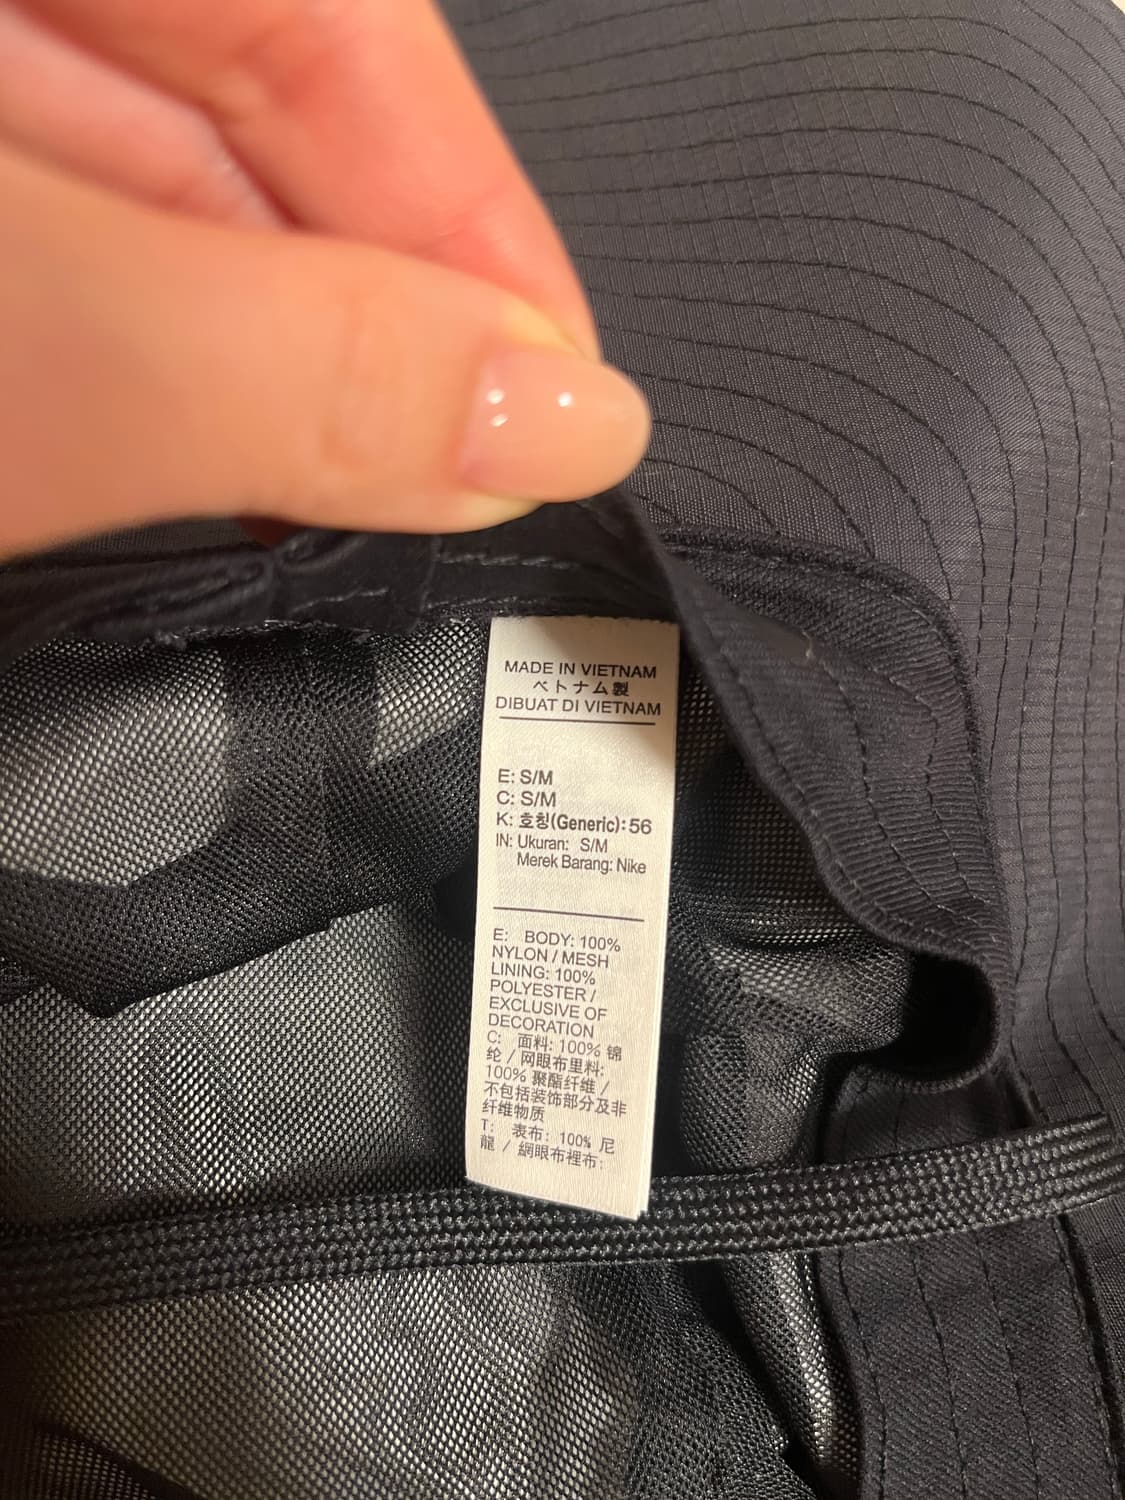 MADE IN VIETNAM
ベトナム製
DIBUAT DI VIETNAM
E: S/M
C: S/M
K: 호칭(Generic):56
IN: Ukuran: S/M
Merek Barang: Nike
E: BODY: 100%
NYLON / MESH
LINING: 100%
POLYESTER /
EXCLUSIVE OF
DECORATION
C: 面料: 100% 锦
纶 / 网眼布里料:
100% 聚酯纤维 /
不包括装饰部分及非
纤维物质
T: 表布: 100% 尼
龍 / 網眼布裡布: